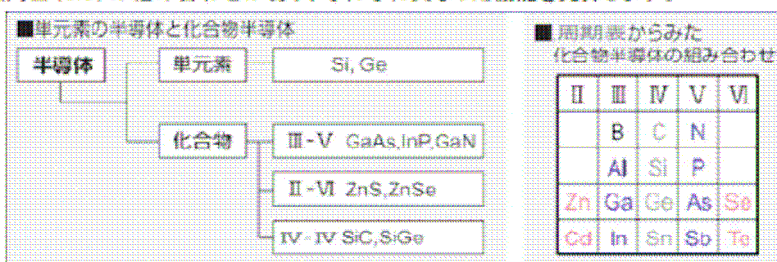 ■単元素の半導体と化合物半導体
半導体
単元素
Si, Ge
化合物
Ⅲ-Ⅴ GaAs,InP,GaN
Ⅱ-Ⅵ ZnS,ZnSe
Ⅳ-Ⅳ SiC,SiGe
■周期表からみた
化合物半導体の組み合わせ
Ⅱ Ⅲ Ⅳ Ⅴ Ⅵ
B C N
Al Si P
Zn Ga Ge As Se
Cd In Sn Sb Te